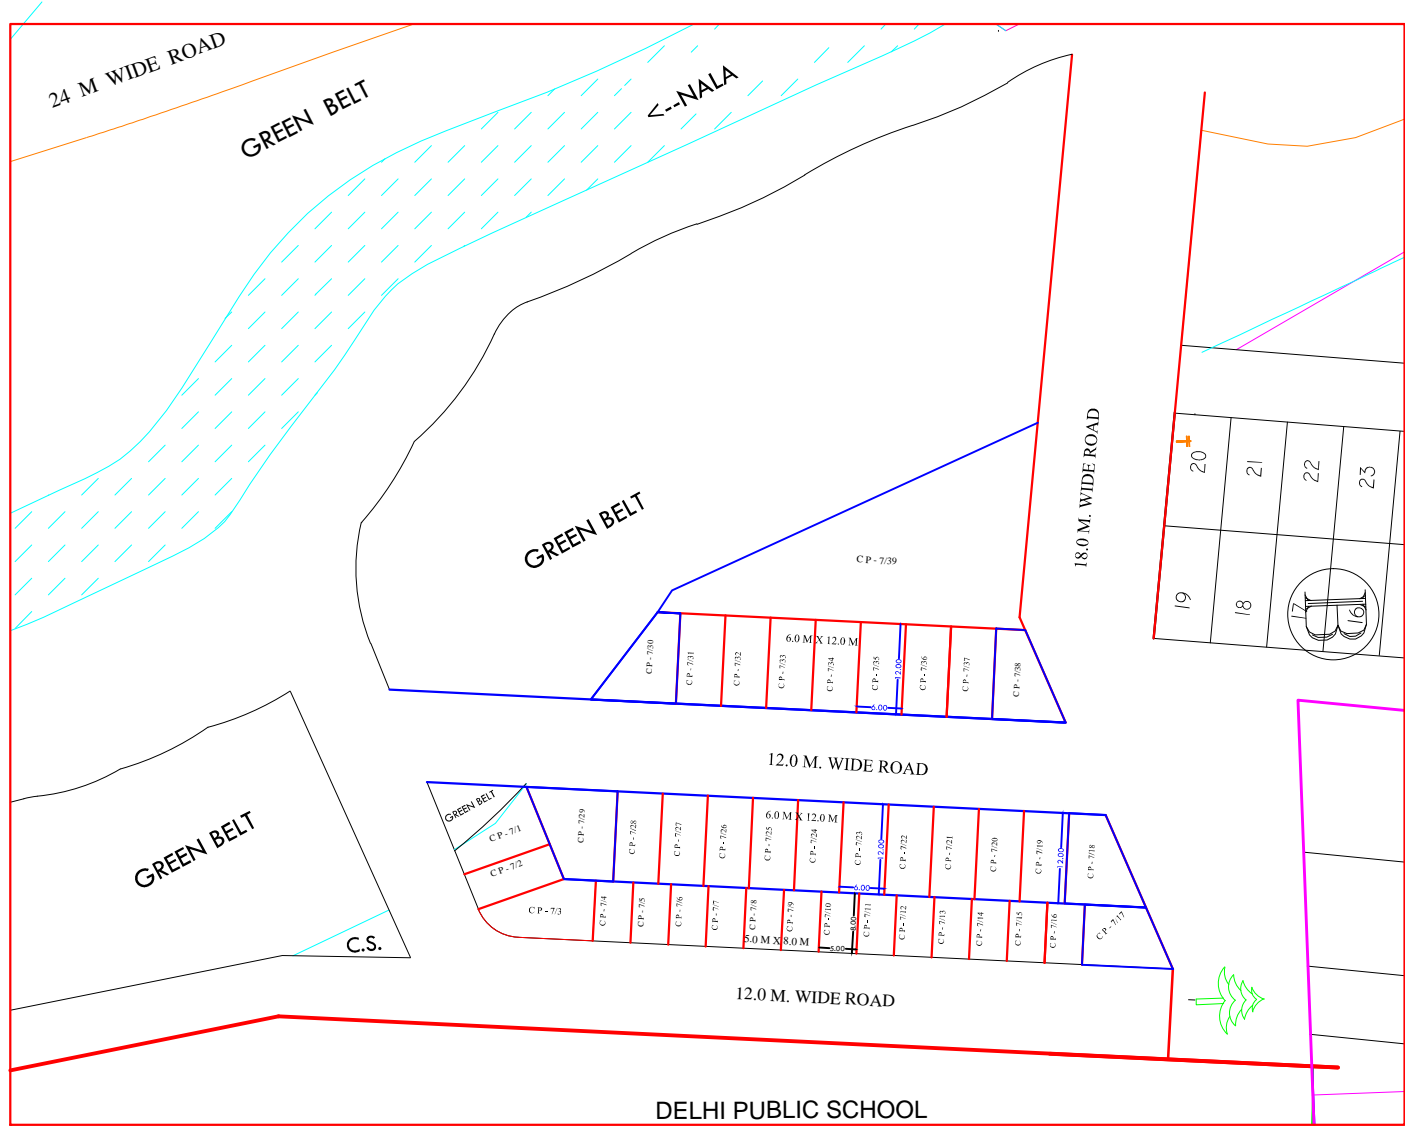 24 M WIDE ROAD
GREEN BELT
<--NALA
18.0 M. WIDE ROAD
20
21
22
23
19
18
17
16
B
GREEN BELT
C P - 7/39
6.0 M X 12.0 M
C P - 7/30
C P - 7/31
C P - 7/32
C P - 7/33
C P - 7/34
C P - 7/35
C P - 7/36
C P - 7/37
C P - 7/38
12.00
6.00
12.0 M. WIDE ROAD
GREEN BELT
6.0 M X 12.0 M
C P - 7/29
C P - 7/28
C P - 7/27
C P - 7/26
C P - 7/25
C P - 7/24
C P - 7/23
C P - 7/22
C P - 7/21
C P - 7/20
C P - 7/19
C P - 7/18
12.00
12.00
6.00
C P - 7/1
C P - 7/2
C P - 7/3
C P - 7/4
C P - 7/5
C P - 7/6
C P - 7/7
C P - 7/8
C P - 7/9
C P - 7/10
C P - 7/11
C P - 7/12
C P - 7/13
C P - 7/14
C P - 7/15
C P - 7/16
C P - 7/17
8.00
5.00
5.0 M X 8.0 M
GREEN BELT
C.S.
12.0 M. WIDE ROAD
DELHI PUBLIC SCHOOL